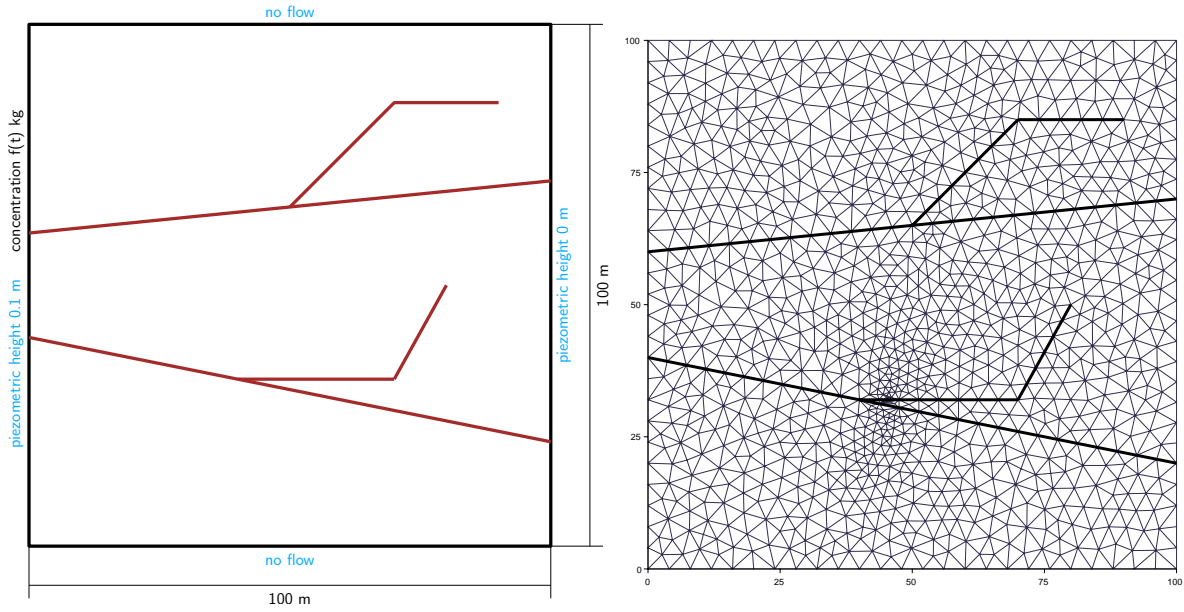 no flow
concentration f(t) kg
piezometric height 0.1 m
piezometric height 0 m
100 m
no flow
100 m
100
75
50
25
0
0
25
50
75
100